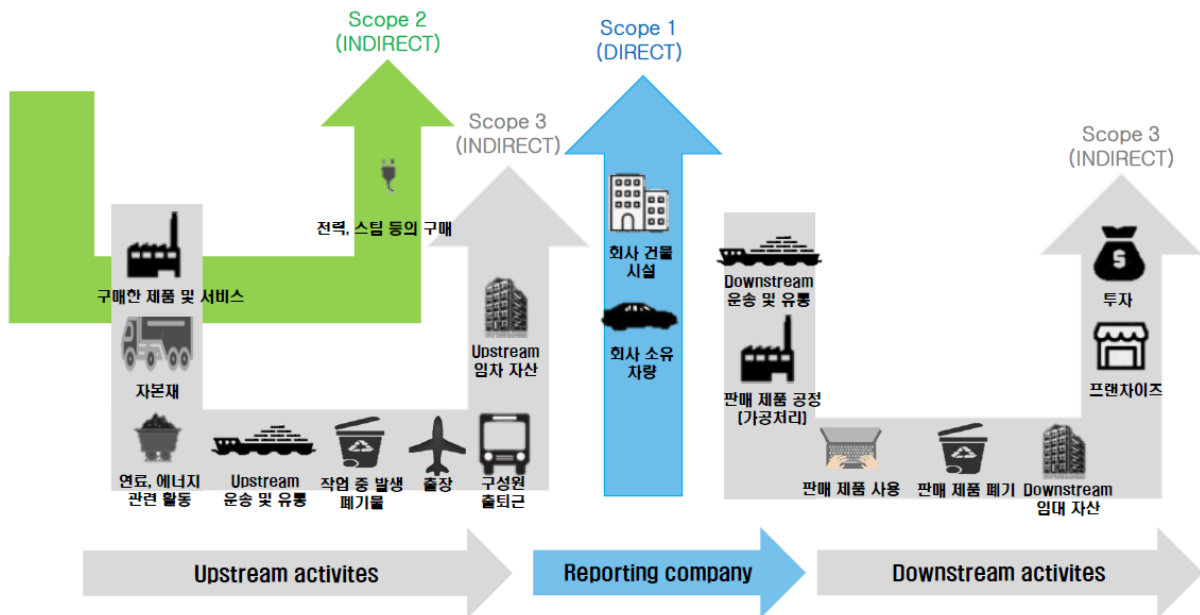 Scope 2
(INDIRECT)
Scope 1
(DIRECT)
Scope 3
(INDIRECT)
Scope 3
(INDIRECT)
전력, 스팀 등의 구매
구매한 제품 및 서비스
자본재
연료, 에너지
관련 활동
Upstream
운송 및 유통
작업 중 발생
폐기물
출장
구성원
출퇴근
Upstream
임차 자산
회사 건물
시설
회사 소유
차량
Downstream
운송 및 유통
판매 제품 공정
(가공처리)
판매 제품 사용
판매 제품 폐기
Downstream
임대 자산
$
투자
프랜차이즈
Upstream activites
Reporting company
Downstream activites